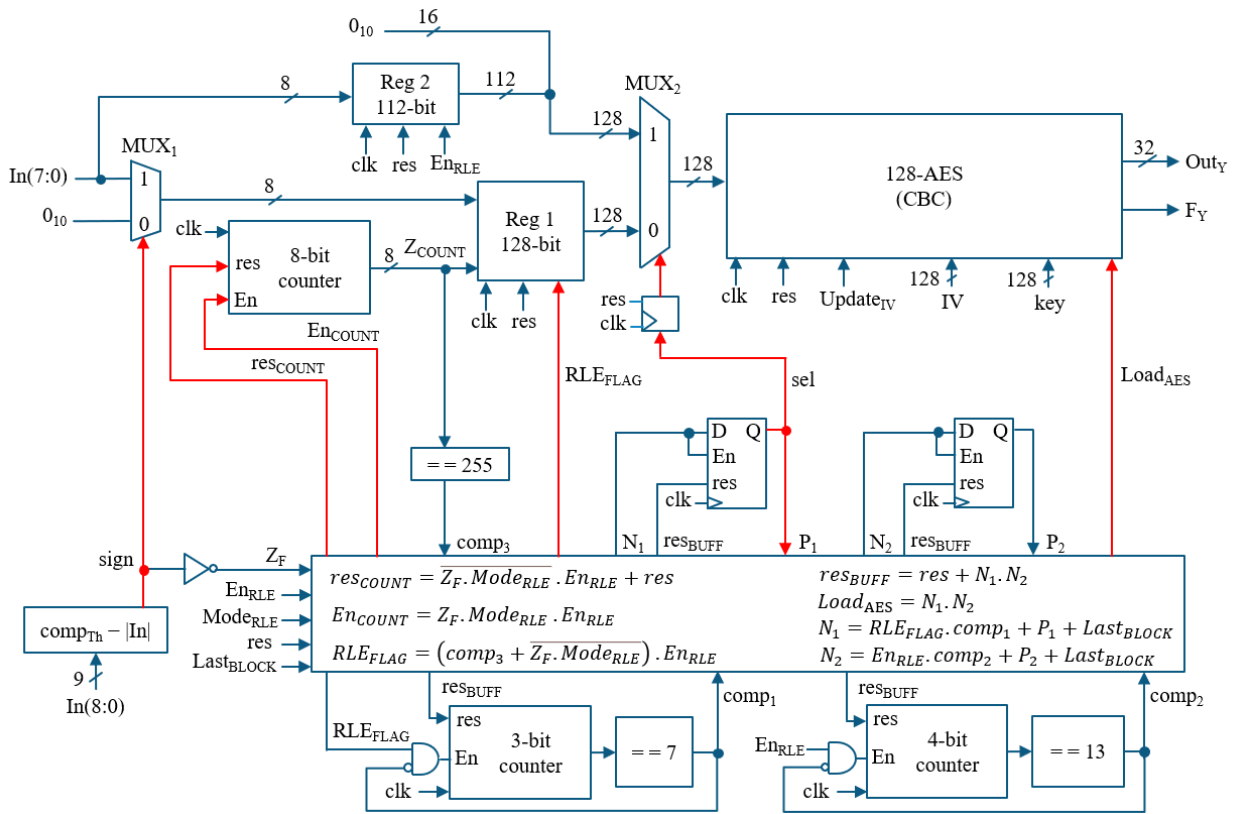 0₁₀
16
Reg 2
112-bit
8
112
clk
res
En_RLE
MUX₂
128
1
0
128
128
128-AES
(CBC)
32
Out_Y
F_Y
clk
res
Update_IV
128
IV
128
key
MUX₁
In(7:0)
1
0₁₀
0
8
Reg 1
128-bit
clk
res
clk
res
En
8-bit
counter
8
Z_COUNT
res
clk
En_COUNT
res_COUNT
RLE_FLAG
sel
Load_AES
== 255
D
Q
En
res
clk
D
Q
En
res
clk
sign
Z_F
comp₃
N₁
res_BUFF
P₁
N₂
res_BUFF
P₂
En_RLE
Mode_RLE
res
Last_BLOCK
comp_Th − |In|
9
In(8:0)
res_COUNT = \overline{Z_F.Mode_RLE}.En_RLE + res
En_COUNT = Z_F.Mode_RLE.En_RLE
RLE_FLAG = (comp₃ + \overline{Z_F.Mode_RLE}).En_RLE
res_BUFF = res + N₁.N₂
Load_AES = N₁.N₂
N₁ = RLE_FLAG.comp₁ + P₁ + Last_BLOCK
N₂ = En_RLE.comp₂ + P₂ + Last_BLOCK
res_BUFF
comp₁
RLE_FLAG
res
En
clk
3-bit
counter
== 7
res_BUFF
comp₂
En_RLE
res
En
clk
4-bit
counter
== 13